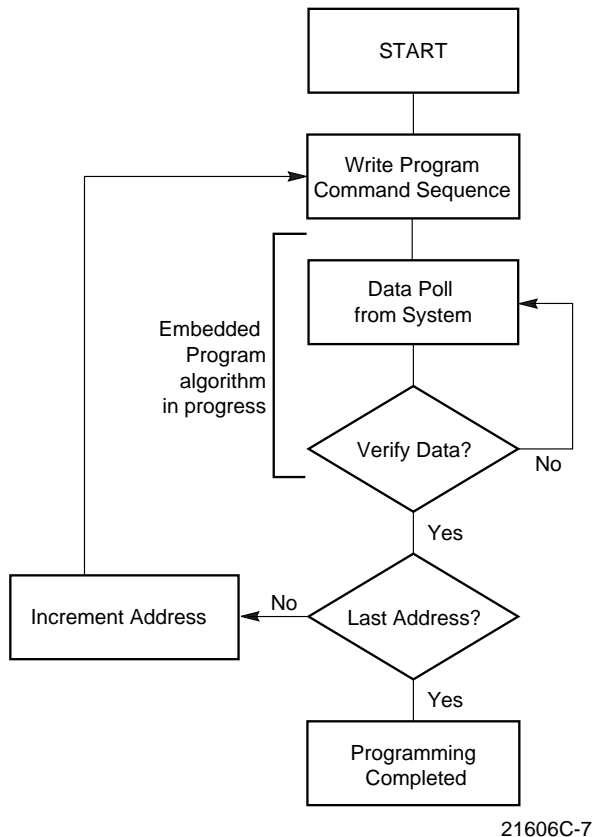 START
Write Program
Command Sequence
Data Poll
from System
Embedded
Program
algorithm
in progress
Verify Data?
No
Yes
Increment Address
No
Last Address?
Yes
Programming
Completed
21606C-7